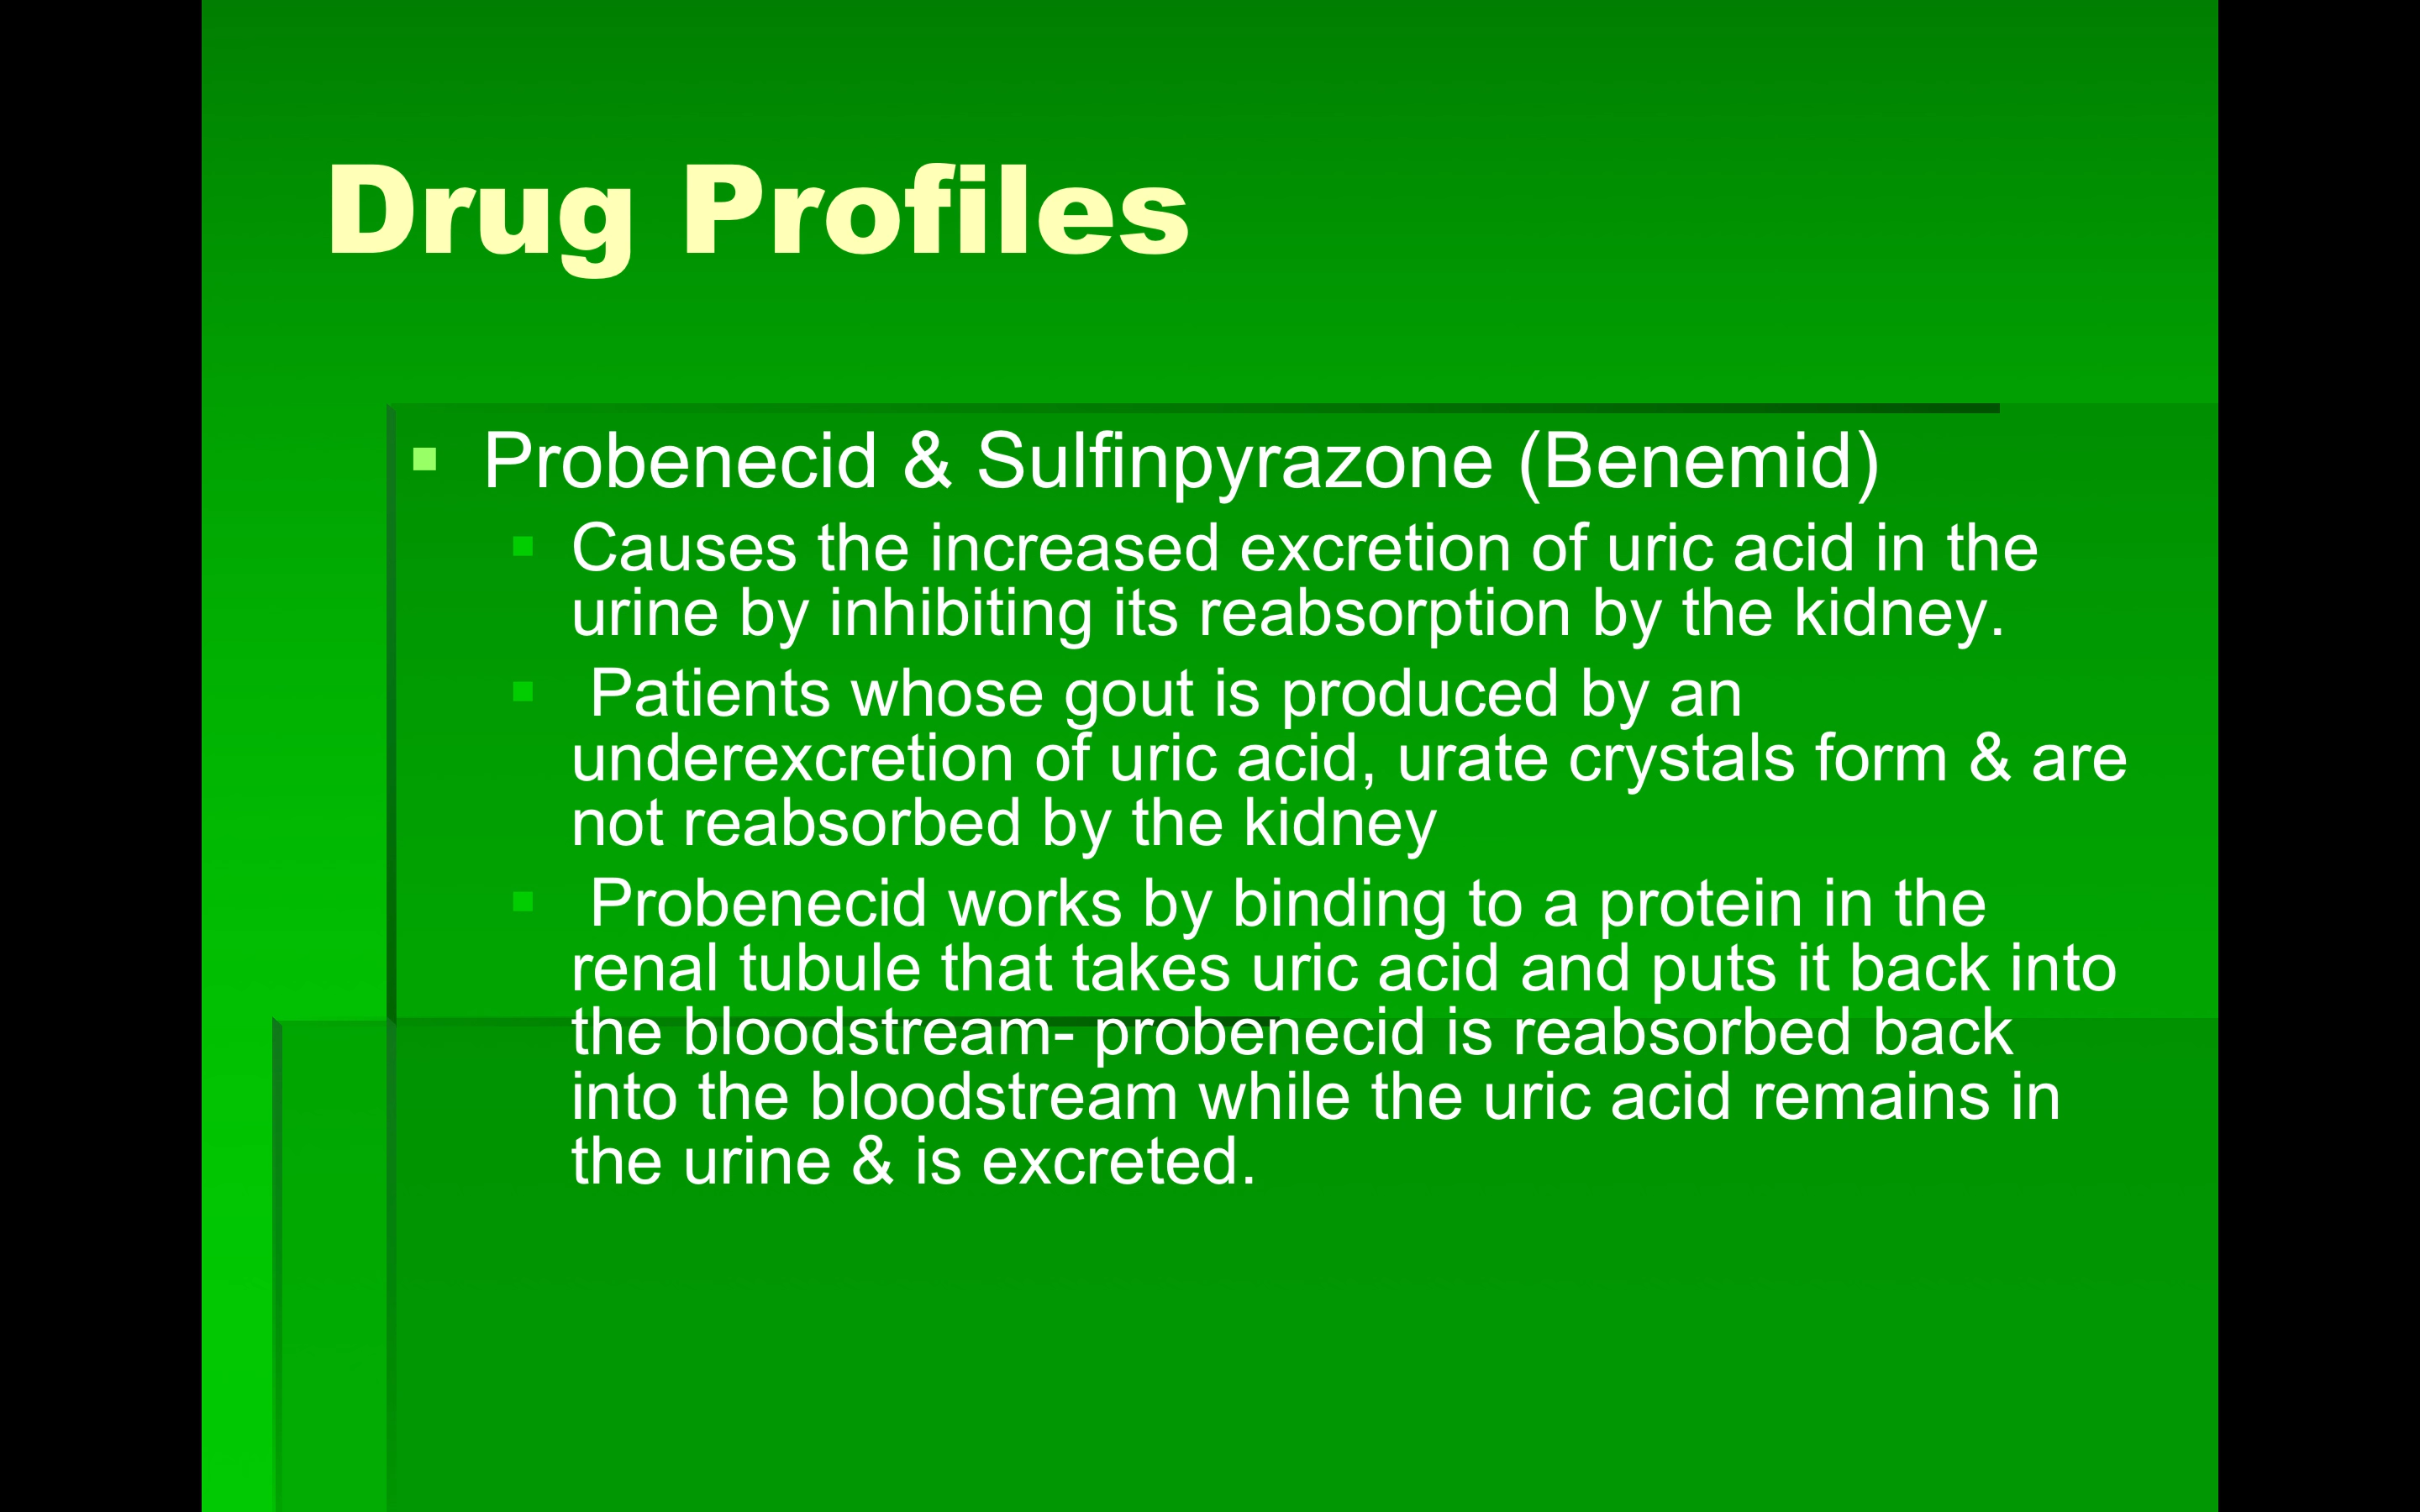 Drug Profiles
Probenecid & Sulfinpyrazone (Benemid)
Causes the increased excretion of uric acid in the
urine by inhibiting its reabsorption by the kidney.
Patients whose gout is produced by an
underexcretion of uric acid, urate crystals form & are
not reabsorbed by the kidney
Probenecid works by binding to a protein in the
renal tubule that takes uric acid and puts it back into
the bloodstream- probenecid is reabsorbed back
into the bloodstream while the uric acid remains in
the urine & is excreted.